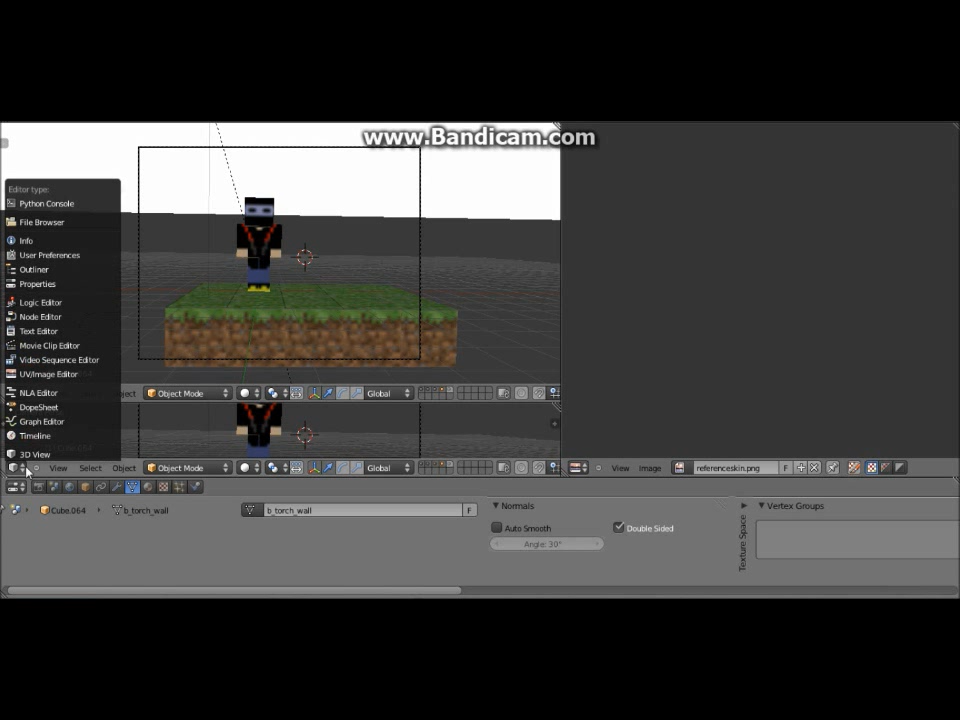 www.Bandicam.com
Editor type:
Python Console
File Browser
Info
User Preferences
Outliner
Properties
Logic Editor
Node Editor
Text Editor
Movie Clip Editor
Video Sequence Editor
UV/Image Editor
NLA Editor
DopeSheet
Graph Editor
Timeline
3D View
Object Mode Global
View Select Object Object Mode Global View Image referenceskin.png F
Cube.064 b_torch_wall b_torch_wall F
Normals
Auto Smooth Double Sided
Angle: 30°
Texture Space
Vertex Groups